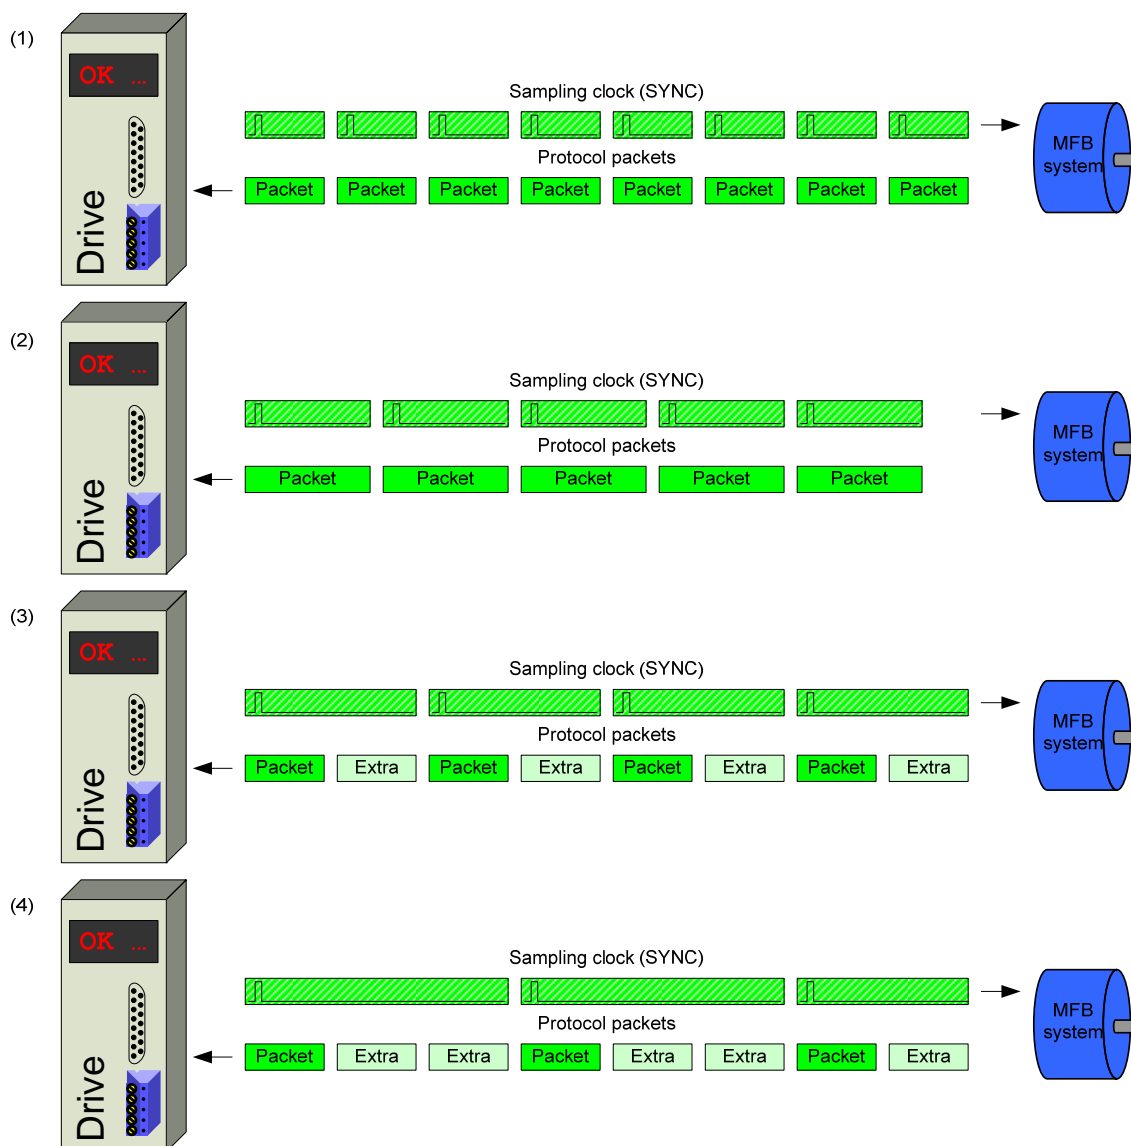 (1)
OK ...
Drive
Sampling clock (SYNC)
Protocol packets
Packet Packet Packet Packet Packet Packet Packet Packet
MFB
system
(2)
OK ...
Drive
Sampling clock (SYNC)
Protocol packets
Packet Packet Packet Packet Packet
MFB
system
(3)
OK ...
Drive
Sampling clock (SYNC)
Protocol packets
Packet Extra Packet Extra Packet Extra Packet Extra
MFB
system
(4)
OK ...
Drive
Sampling clock (SYNC)
Protocol packets
Packet Extra Extra Packet Extra Extra Packet Extra
MFB
system